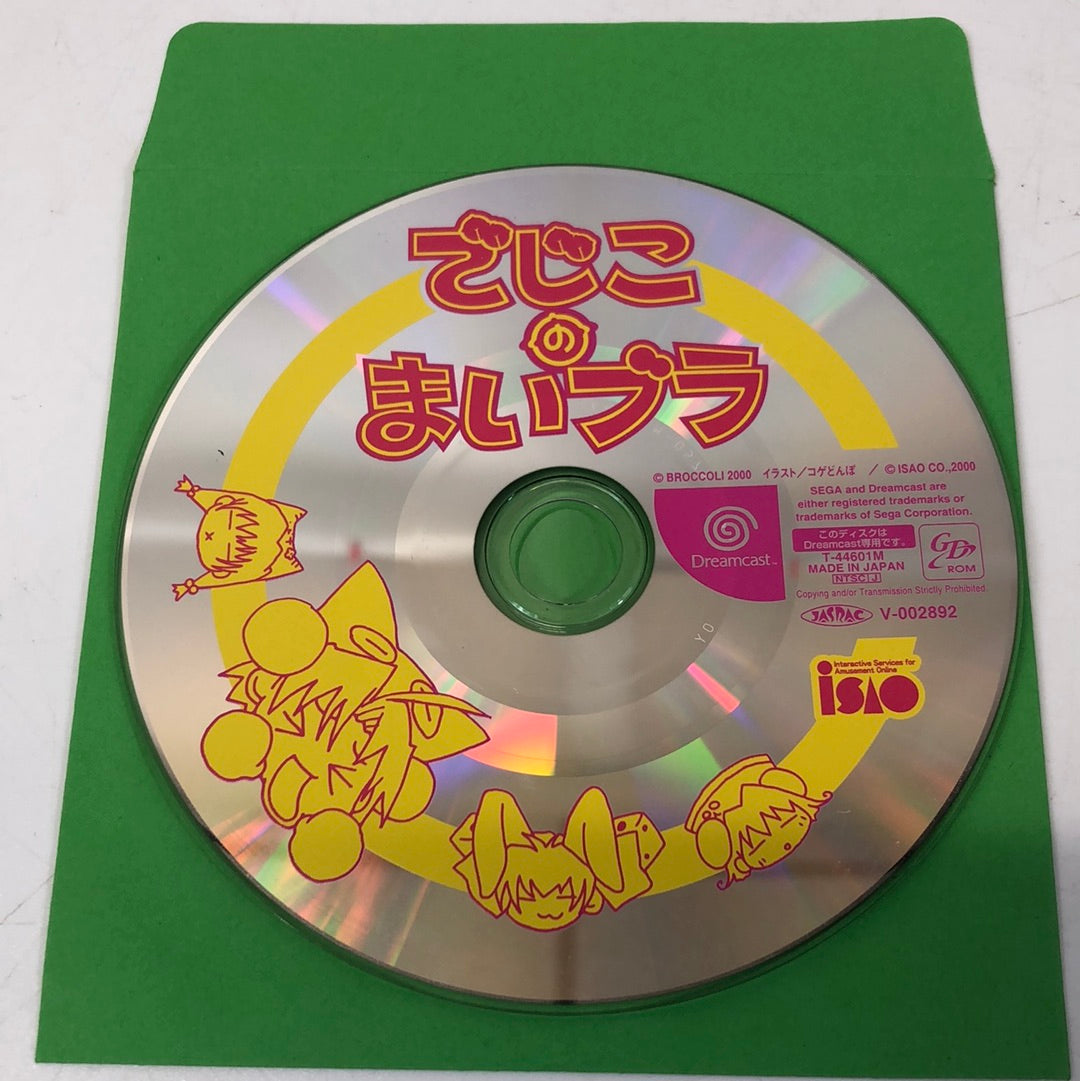 でじこ
の
まいブラ
© BROCCOLI 2000 イラスト／コゲどんぼ ／ © ISAO CO.,2000
SEGA and Dreamcast are
either registered trademarks or
trademarks of Sega Corporation.
Dreamcast™
このディスクは
Dreamcast専用です。
T-44601M
MADE IN JAPAN
NTSC J
GD
ROM
Copying and/or Transmission Strictly Prohibited.
JASRAC V-002892
Interactive Services for
Amusement Online
iSAO
YO